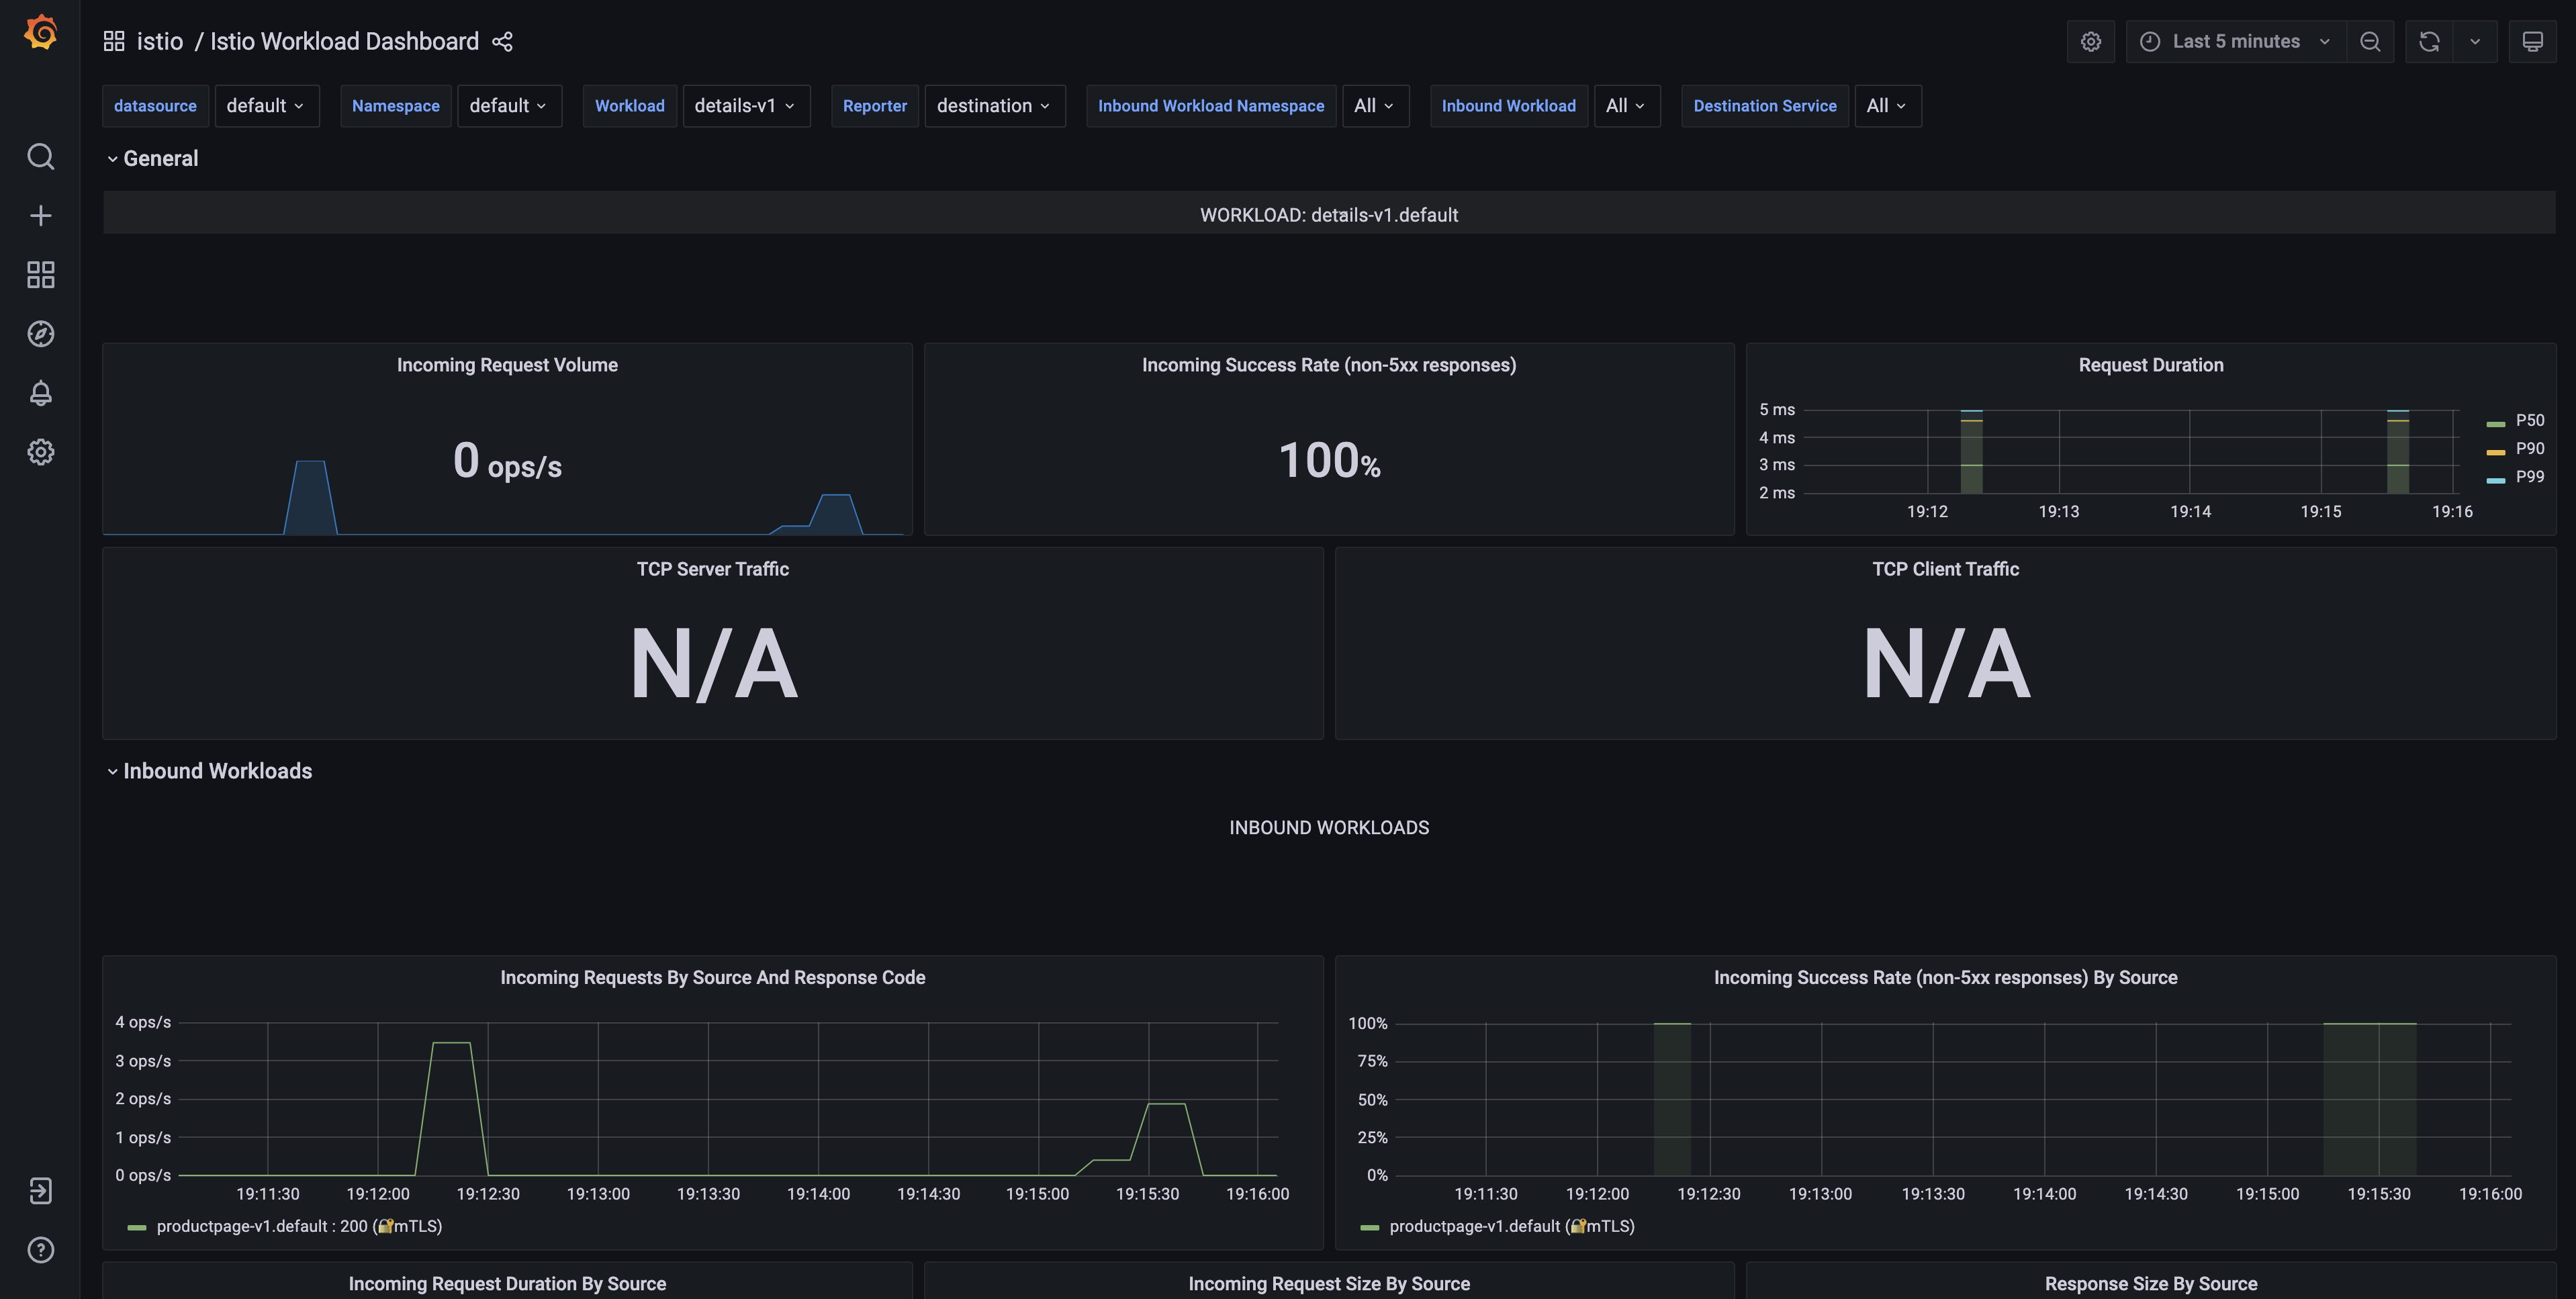 istio / Istio Workload Dashboard
Last 5 minutes
datasource default Namespace default Workload details-v1 Reporter destination Inbound Workload Namespace All Inbound Workload All Destination Service All
General
WORKLOAD: details-v1.default
Incoming Request Volume
0 ops/s
Incoming Success Rate (non-5xx responses)
100%
Request Duration
5 ms
4 ms
3 ms
2 ms
19:12 19:13 19:14 19:15 19:16
P50
P90
P99
TCP Server Traffic
N/A
TCP Client Traffic
N/A
Inbound Workloads
INBOUND WORKLOADS
Incoming Requests By Source And Response Code
4 ops/s
3 ops/s
2 ops/s
1 ops/s
0 ops/s
19:11:30 19:12:00 19:12:30 19:13:00 19:13:30 19:14:00 19:14:30 19:15:00 19:15:30 19:16:00
productpage-v1.default : 200 (🔐mTLS)
Incoming Success Rate (non-5xx responses) By Source
100%
75%
50%
25%
0%
19:11:30 19:12:00 19:12:30 19:13:00 19:13:30 19:14:00 19:14:30 19:15:00 19:15:30 19:16:00
productpage-v1.default (🔐mTLS)
Incoming Request Duration By Source
Incoming Request Size By Source
Response Size By Source